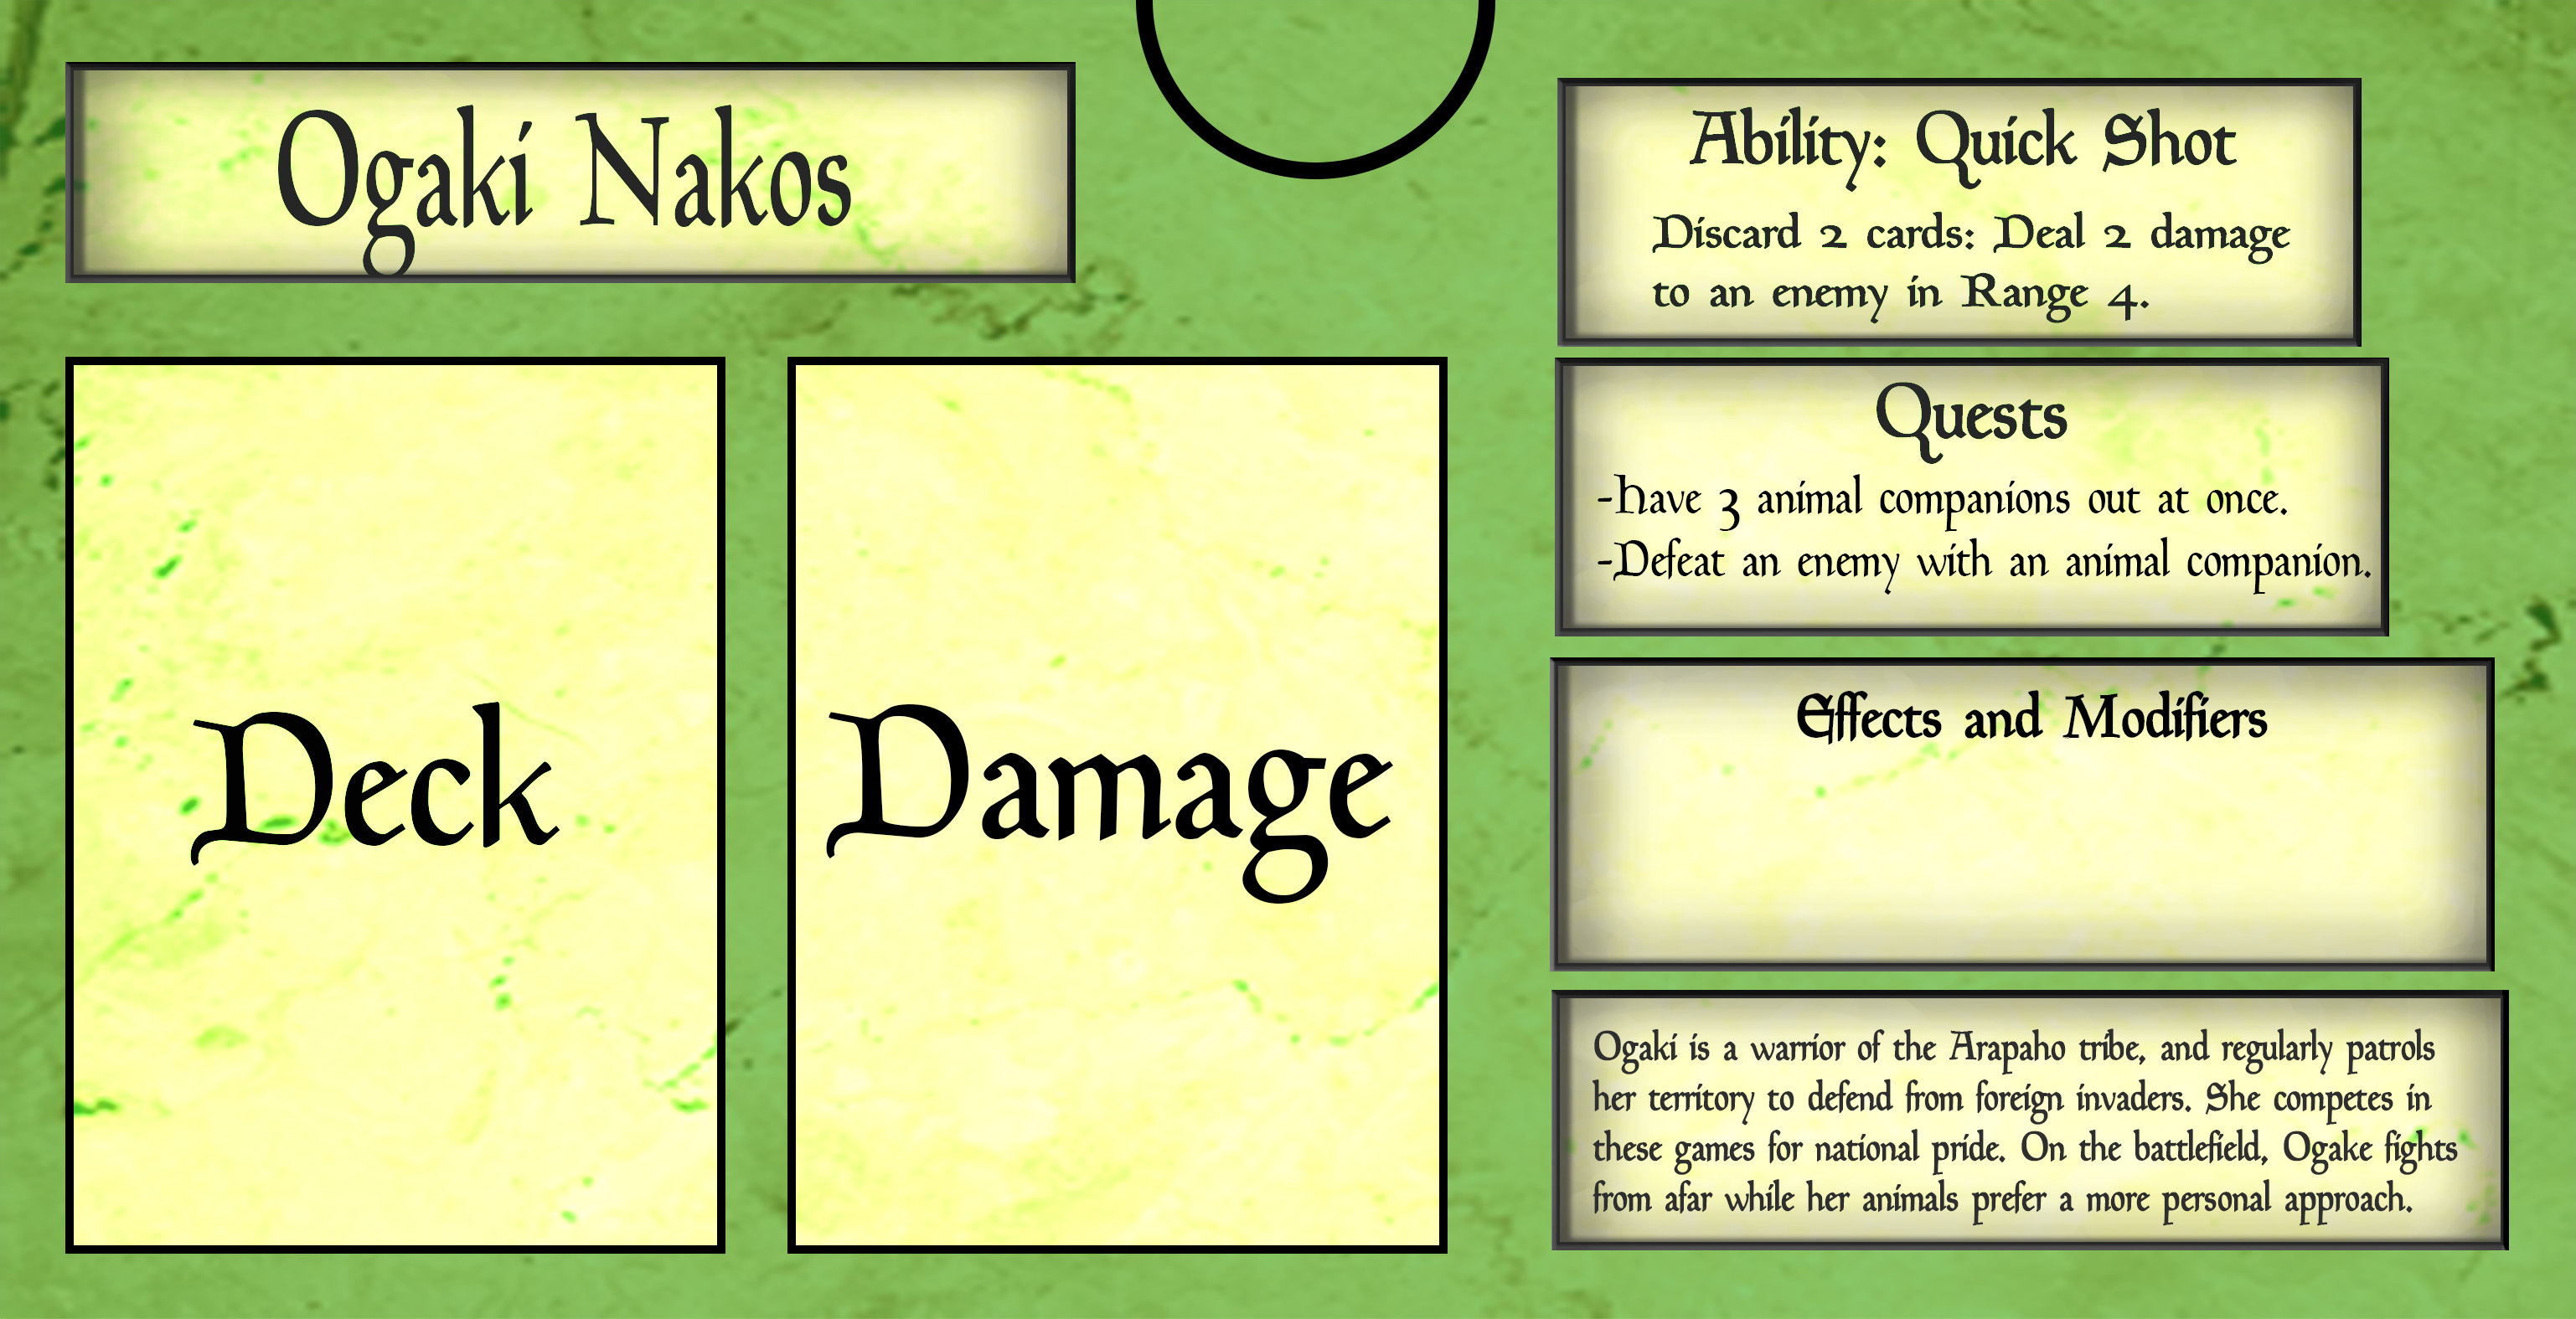 Ogaki Nakos
Ability: Quick Shot
Discard 2 cards: Deal 2 damage
to an enemy in Range 4.
Quests
-Have 3 animal companions out at once.
-Defeat an enemy with an animal companion.
Deck
Damage
Effects and Modifiers
Ogaki is a warrior of the Arapaho tribe, and regularly patrols
her territory to defend from foreign invaders. She competes in
these games for national pride. On the battlefield, Ogake fights
from afar while her animals prefer a more personal approach.